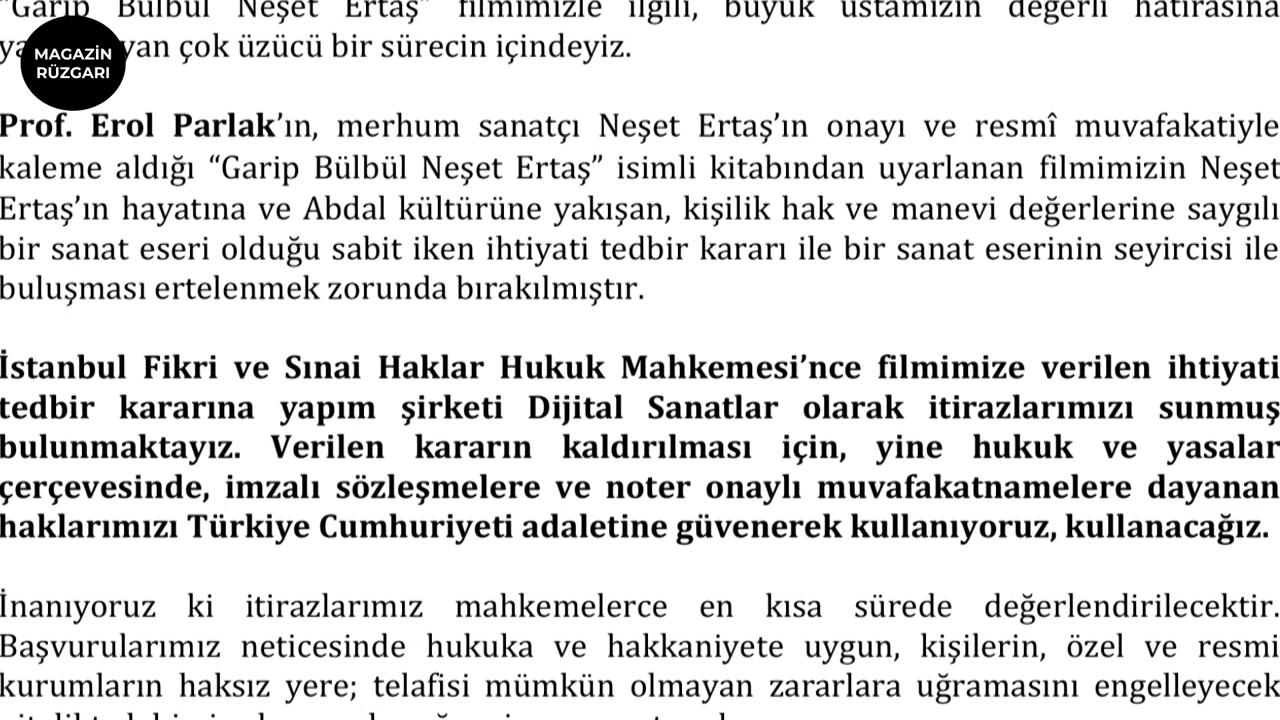 "Garip Bülbül Neşet Ertaş" filmimizle ilgili, büyük ustamızın değerli hatırasına
çok üzücü bir sürecin içindeyiz.
MAGAZİN
RÜZGARI
Prof. Erol Parlak'ın, merhum sanatçı Neşet Ertaş'ın onayı ve resmî muvafakatiyle
kaleme aldığı “Garip Bülbül Neşet Ertaş” isimli kitabından uyarlanan filmimizin Neşet
Ertaş’ın hayatına ve Abdal kültürüne yakışan, kişilik hak ve manevi değerlerine saygılı
bir sanat eseri olduğu sabit iken ihtiyati tedbir kararı ile bir sanat eserinin seyircisi ile
buluşması ertelenmek zorunda bırakılmıştır.
İstanbul Fikri ve Sınai Haklar Hukuk Mahkemesi’nce filmimize verilen ihtiyati
tedbir kararına yapım şirketi Dijital Sanatlar olarak itirazlarımızı sunmuş
bulunmaktayız. Verilen kararın kaldırılması için, yine hukuk ve yasalar
çerçevesinde, imzalı sözleşmelere ve noter onaylı muvafakatnamelere dayanan
haklarımızı Türkiye Cumhuriyeti adaletine güvenerek kullanıyoruz, kullanacağız.
İnanıyoruz ki itirazlarımız mahkemelerce en kısa sürede değerlendirilecektir.
Başvurularımız neticesinde hukuka ve hakkaniyete uygun, kişilerin, özel ve resmi
kurumların haksız yere; telafisi mümkün olmayan zararlara uğramasını engelleyecek